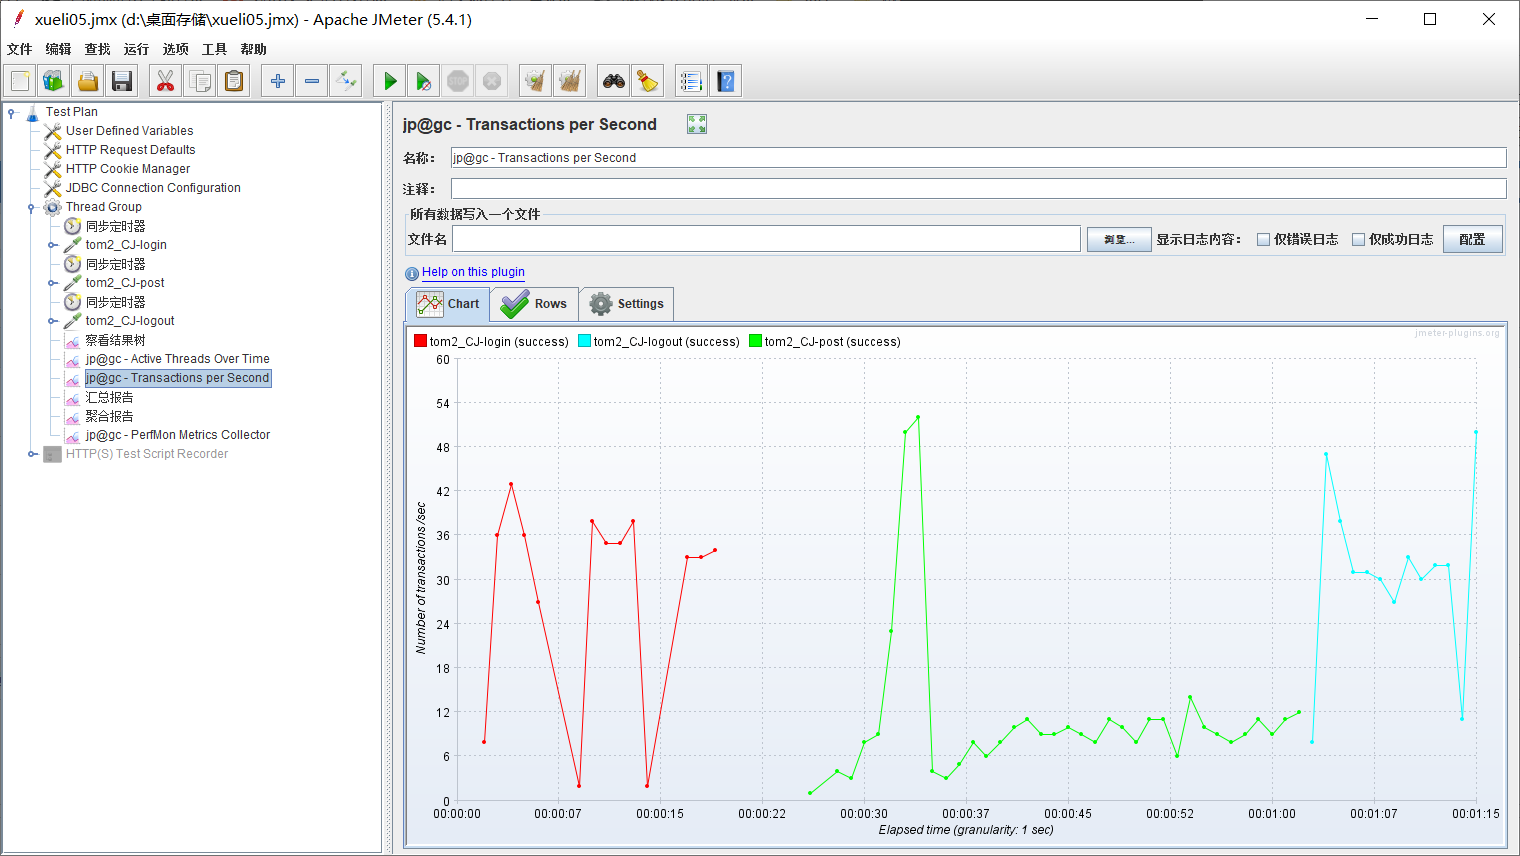 xueli05.jmx (d:\桌面存储\xueli05.jmx) - Apache JMeter (5.4.1)
文件 编辑 查找 运行 选项 工具 帮助
STOP
Test Plan
User Defined Variables
HTTP Request Defaults
HTTP Cookie Manager
JDBC Connection Configuration
Thread Group
同步定时器
tom2_CJ-login
同步定时器
tom2_CJ-post
同步定时器
tom2_CJ-logout
察看结果树
jp@gc - Active Threads Over Time
jp@gc - Transactions per Second
汇总报告
聚合报告
jp@gc - PerfMon Metrics Collector
HTTP(S) Test Script Recorder
jp@gc - Transactions per Second
名称： jp@gc - Transactions per Second
注释：
所有数据写入一个文件
文件名 浏览... 显示日志内容： 仅错误日志 仅成功日志 配置
Help on this plugin
Chart Rows Settings
jmeter-plugins.org
tom2_CJ-login (success) tom2_CJ-logout (success) tom2_CJ-post (success)
60
54
48
42
36
30
24
18
12
6
0
Number of transactions /sec
00:00:00 00:00:07 00:00:15 00:00:22 00:00:30 00:00:37 00:00:45 00:00:52 00:01:00 00:01:07 00:01:15
Elapsed time (granularity: 1 sec)